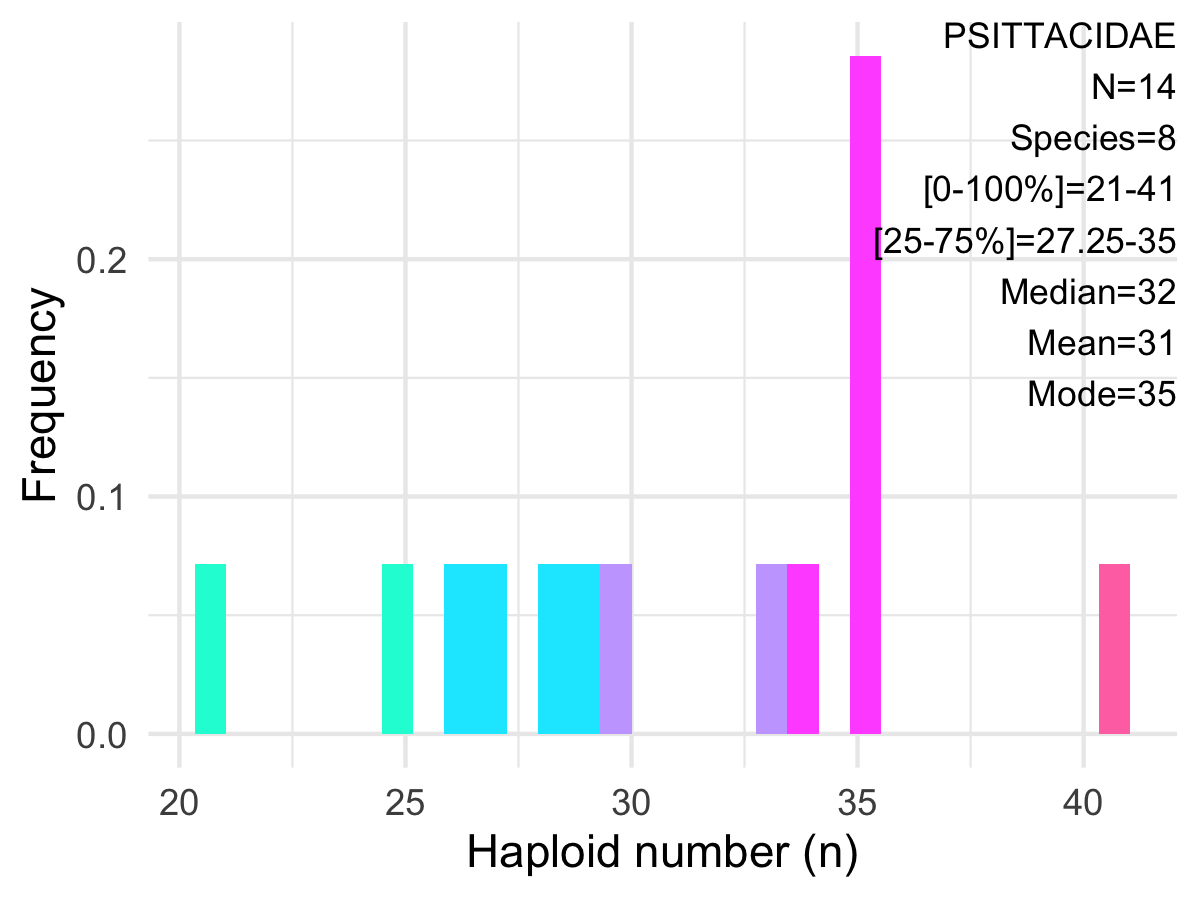 PSITTACIDAE
N=14
Species=8
[0-100%]=21-41
[25-75%]=27.25-35
Median=32
Mean=31
Mode=35
Frequency
0.2
0.1
0.0
20 25 30 35 40
Haploid number (n)